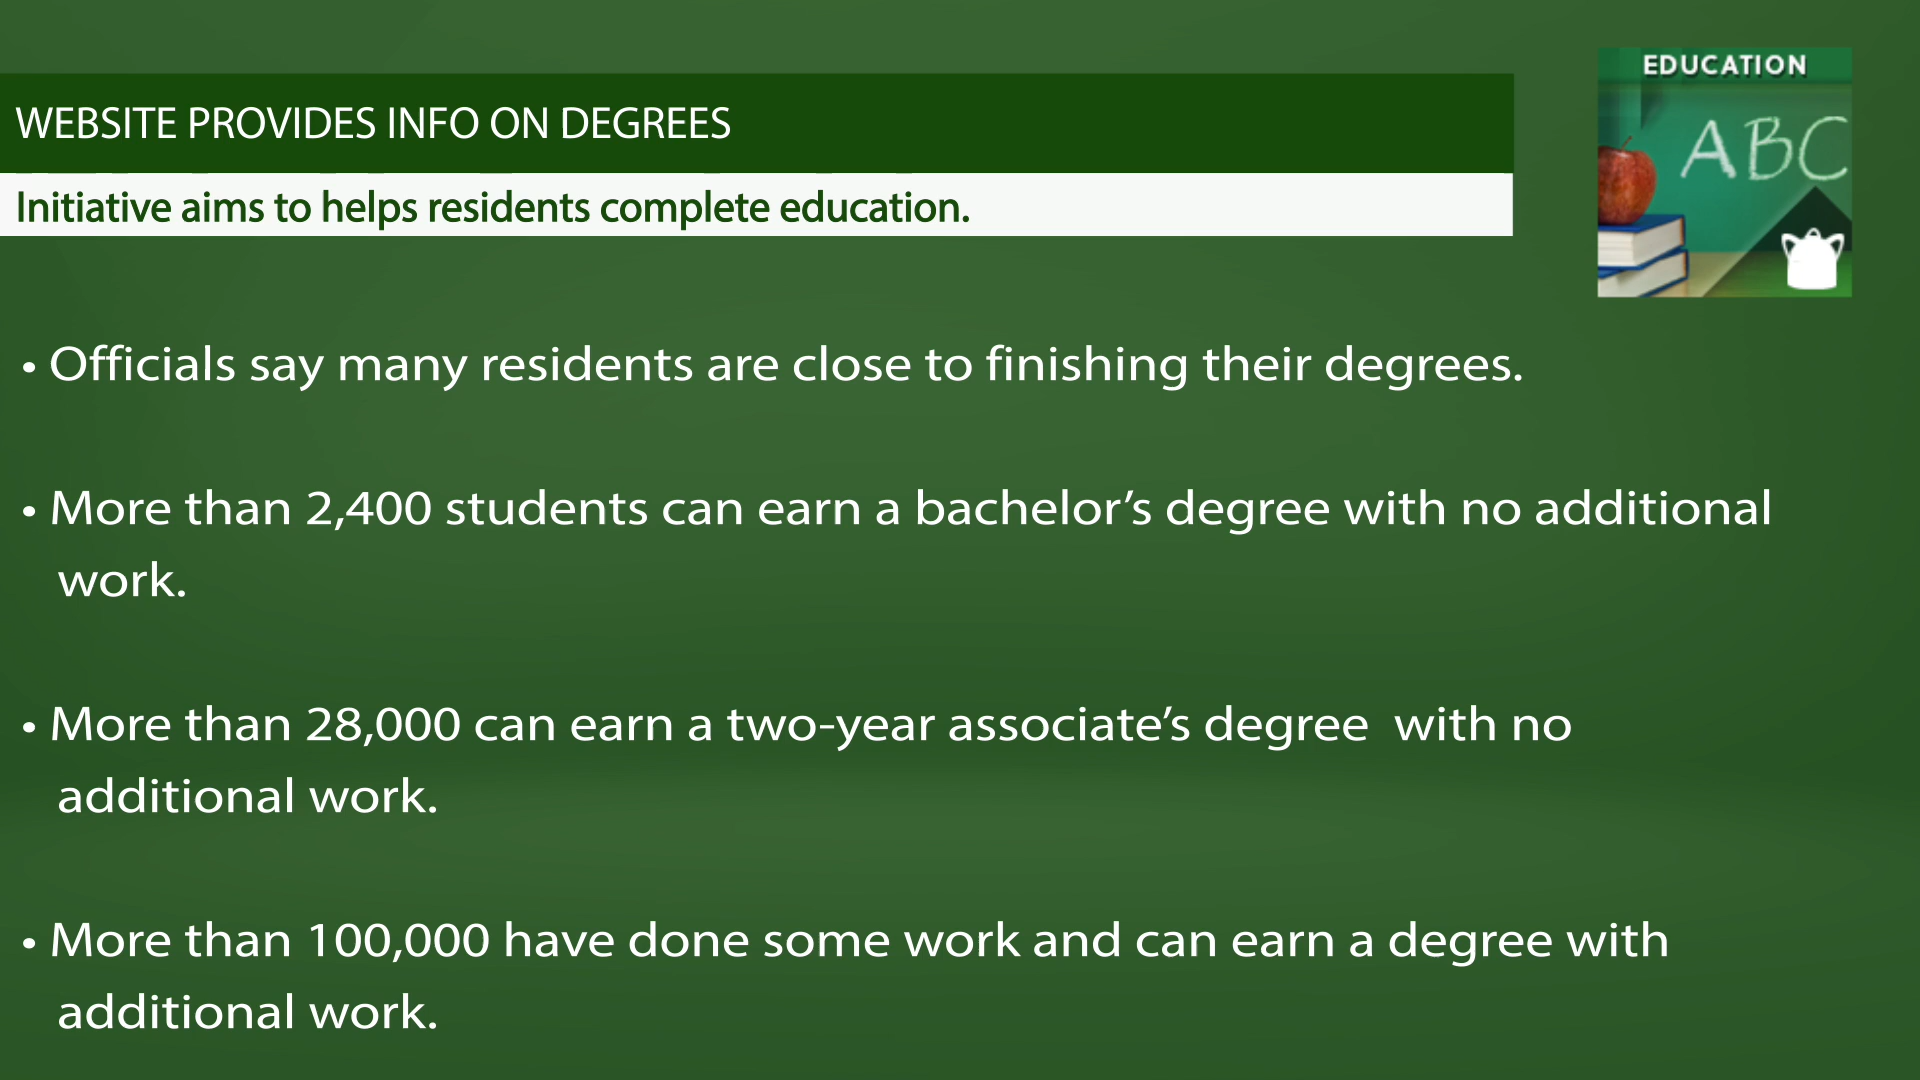 EDUCATION
ABC
WEBSITE PROVIDES INFO ON DEGREES
Initiative aims to helps residents complete education.
• Officials say many residents are close to finishing their degrees.
• More than 2,400 students can earn a bachelor’s degree with no additional
work.
• More than 28,000 can earn a two-year associate’s degree  with no
additional work.
• More than 100,000 have done some work and can earn a degree with
additional work.